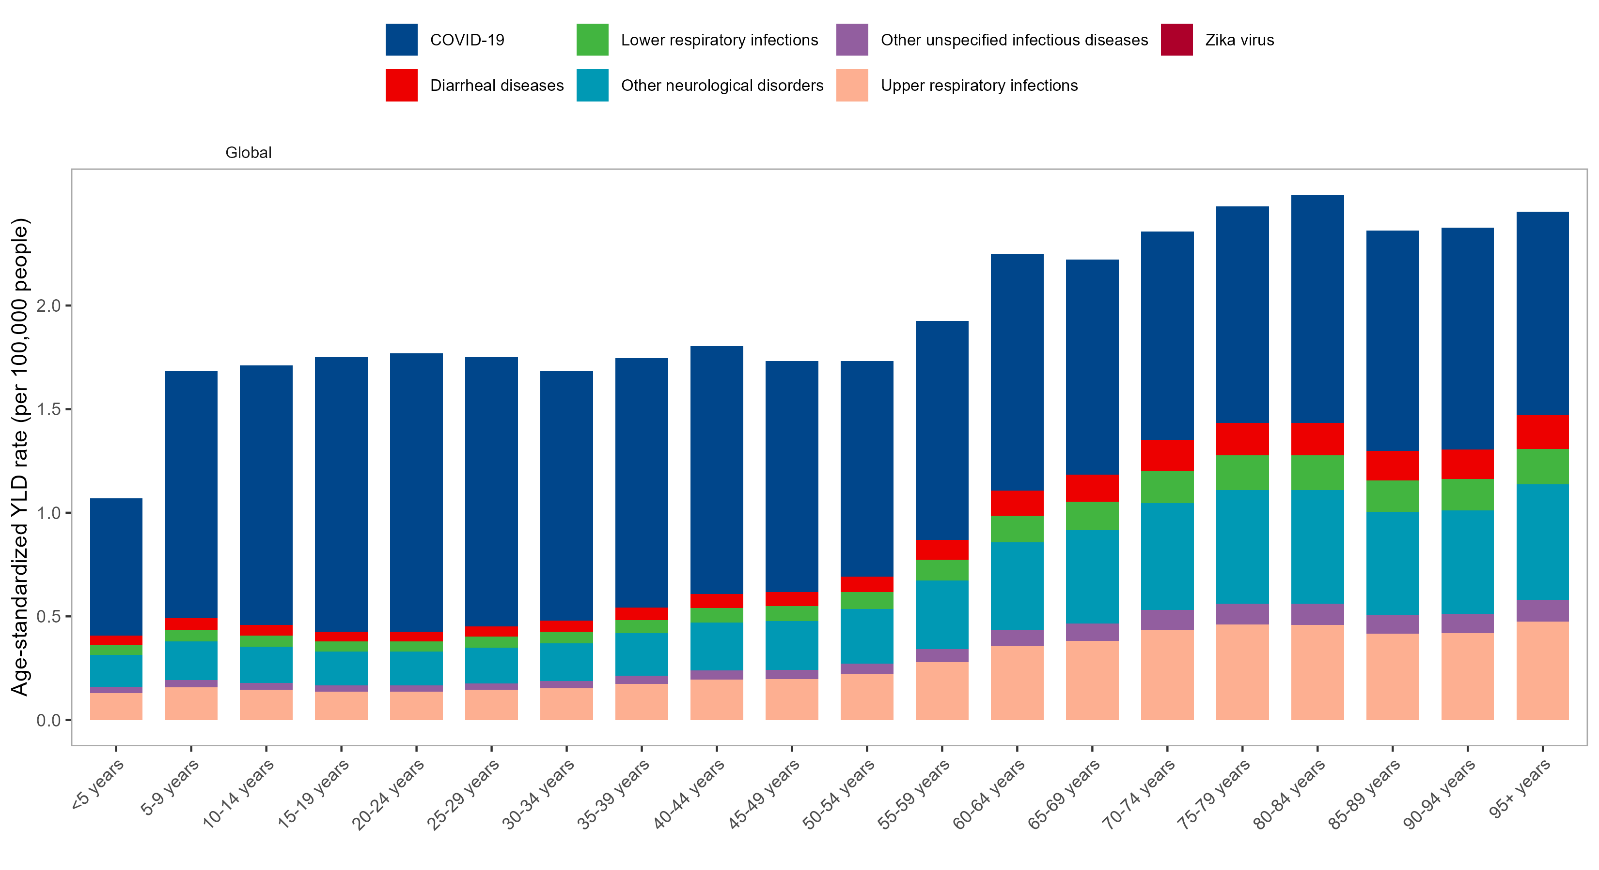 COVID-19
Lower respiratory infections
Other unspecified infectious diseases
Zika virus
Diarrheal diseases
Other neurological disorders
Upper respiratory infections
Global
Age-standardized YLD rate (per 100,000 people)
2.0
1.5
1.0
0.5
0.0
<5 years
5-9 years
10-14 years
15-19 years
20-24 years
25-29 years
30-34 years
35-39 years
40-44 years
45-49 years
50-54 years
55-59 years
60-64 years
65-69 years
70-74 years
75-79 years
80-84 years
85-89 years
90-94 years
95+ years